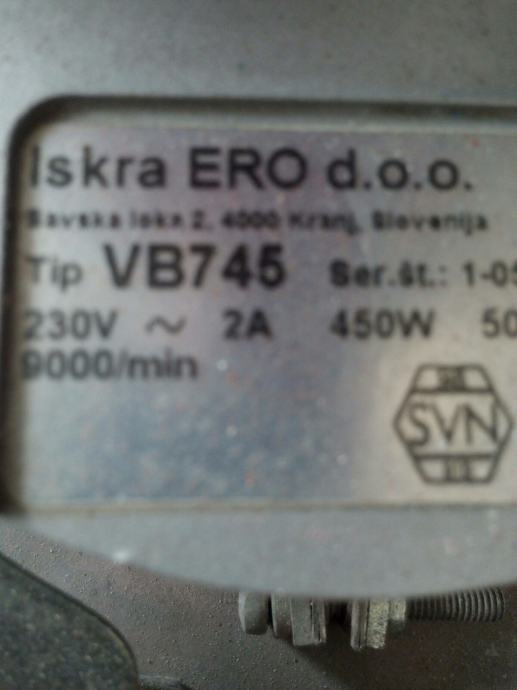 Iskra ERO d.o.o.
Savska loka 2, 4000 Kranj, Slovenija
Tip VB745 Ser.št.: 1-05
230V ~ 2A 450W 50
9000/min
SVN